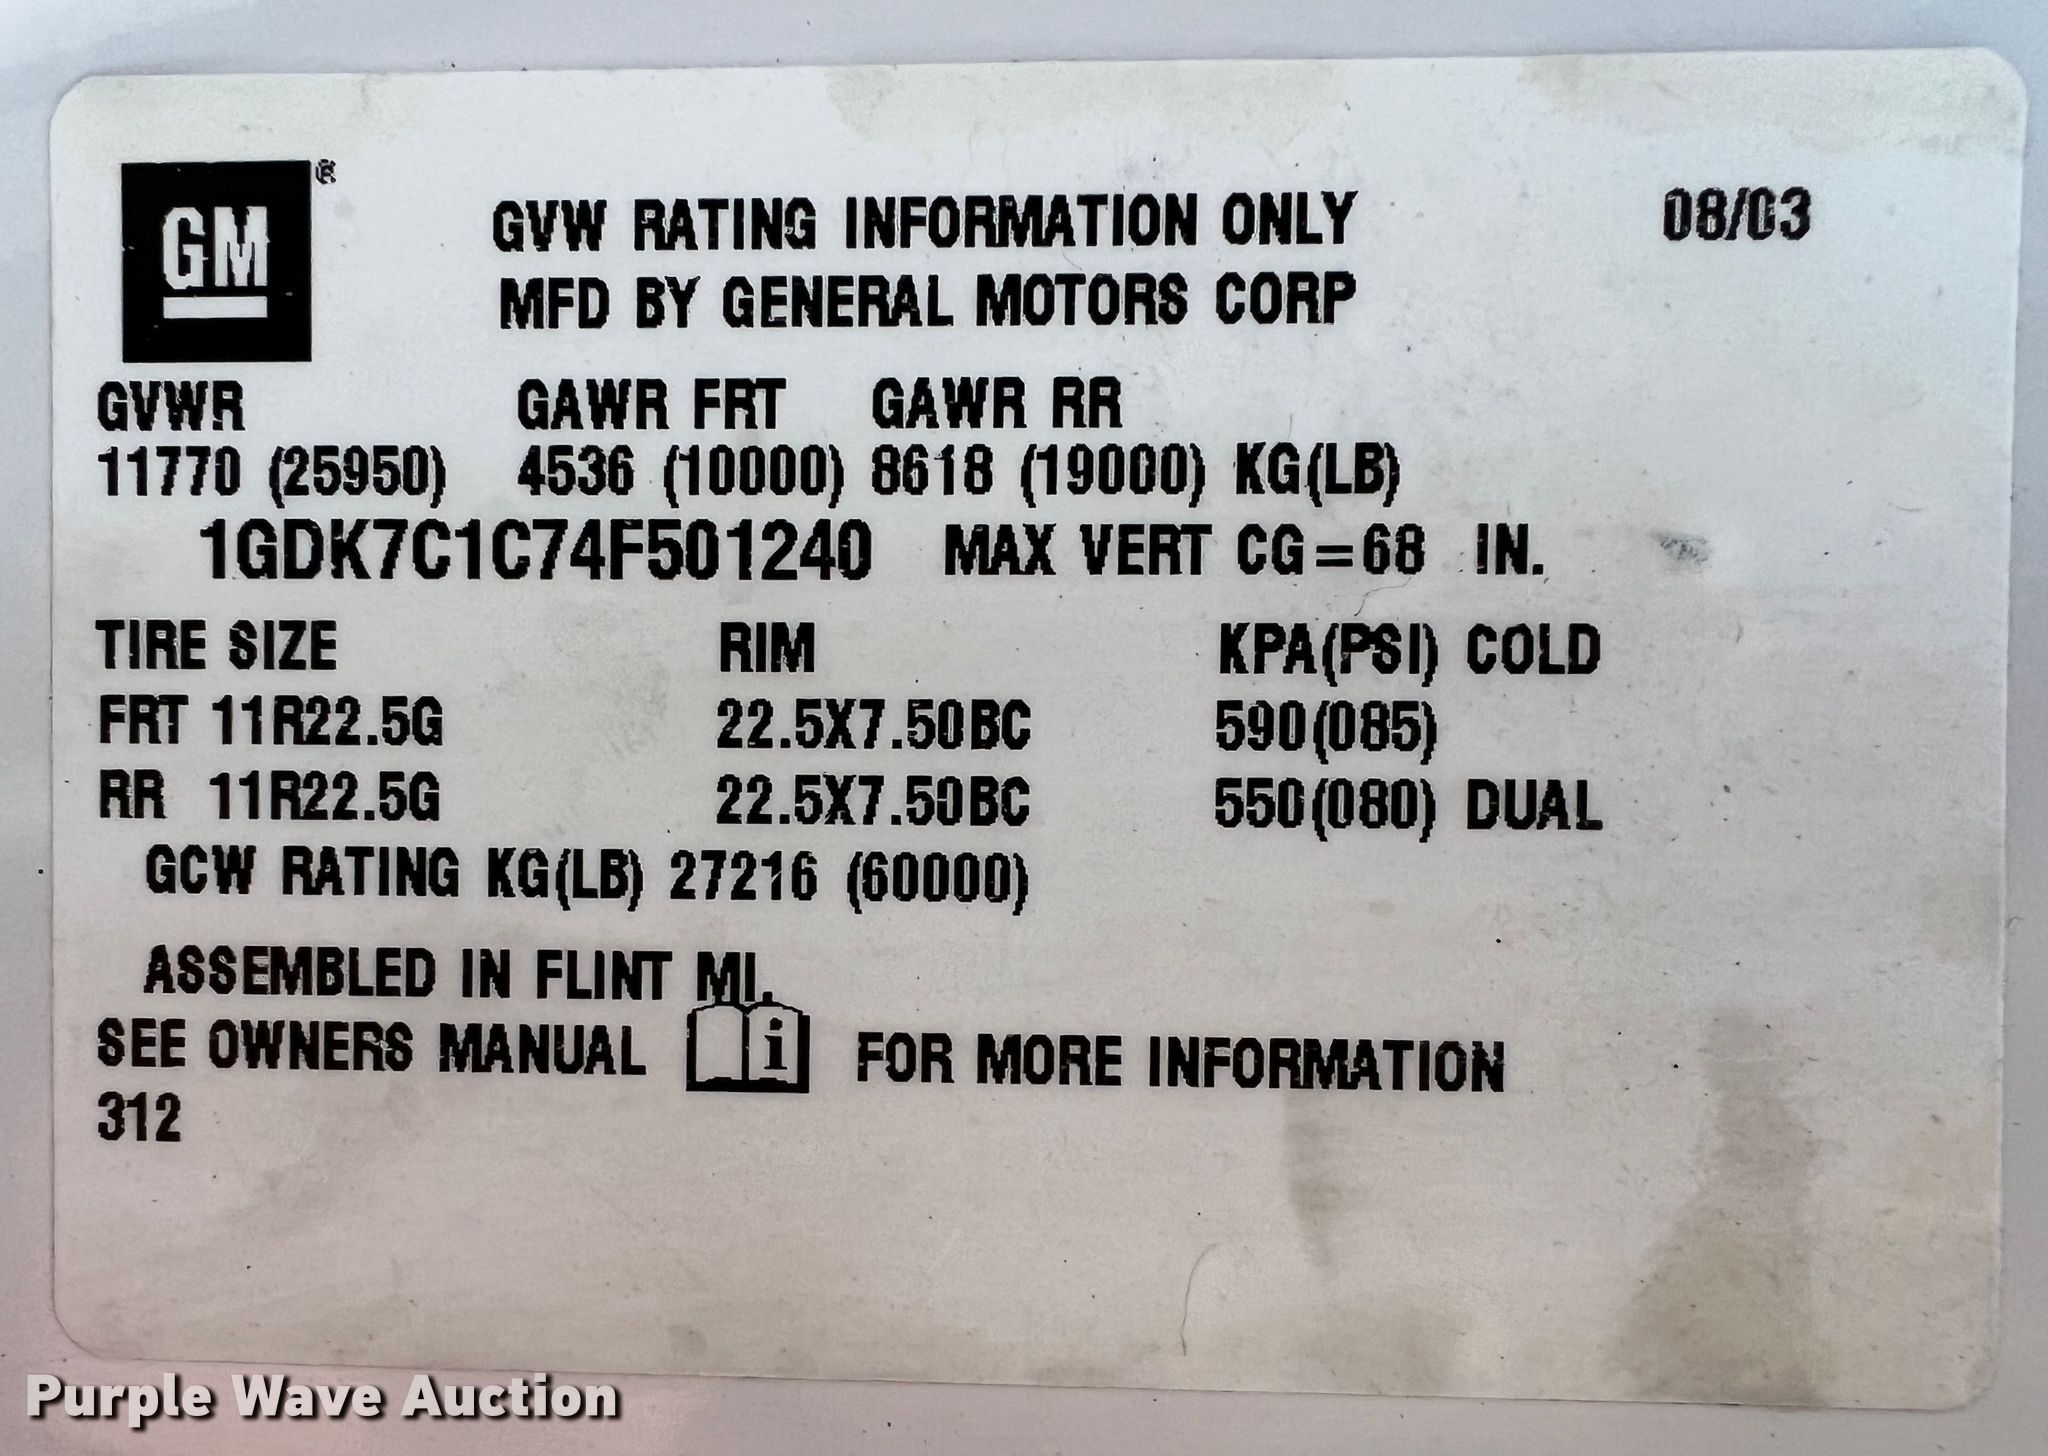 GM®
GVW RATING INFORMATION ONLY 08/03
MFD BY GENERAL MOTORS CORP
GVWR GAWR FRT GAWR RR
11770 (25950) 4536 (10000) 8618 (19000) KG(LB)
1GDK7C1C74F501240 MAX VERT CG=68 IN.
TIRE SIZE RIM KPA(PSI) COLD
FRT 11R22.5G 22.5X7.50BC 590(085)
RR 11R22.5G 22.5X7.50BC 550(080) DUAL
GCW RATING KG(LB) 27216 (60000)
ASSEMBLED IN FLINT MI.
SEE OWNERS MANUAL i FOR MORE INFORMATION
312
Purple Wave Auction